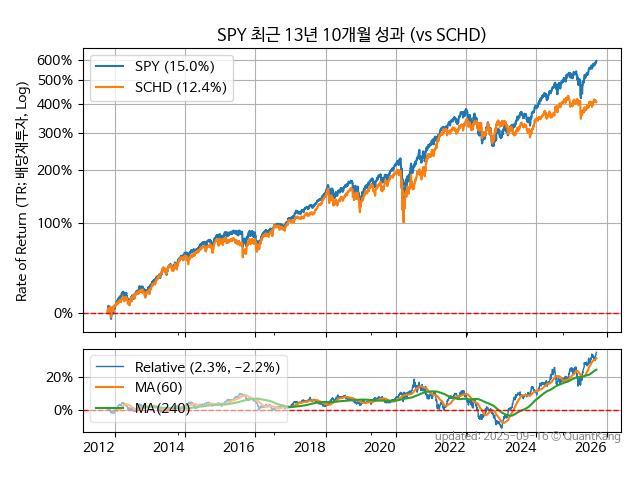 SPY 최근 13년 10개월 성과 (vs SCHD)
Rate of Return (TR; 배당재투자, Log)
600%
500%
400%
300%
200%
100%
0%
SPY (15.0%)
SCHD (12.4%)
20%
0%
Relative (2.3%, −2.2%)
MA(60)
MA(240)
updated: 2025-09-16 © QuantKang
2012 2014 2016 2018 2020 2022 2024 2026